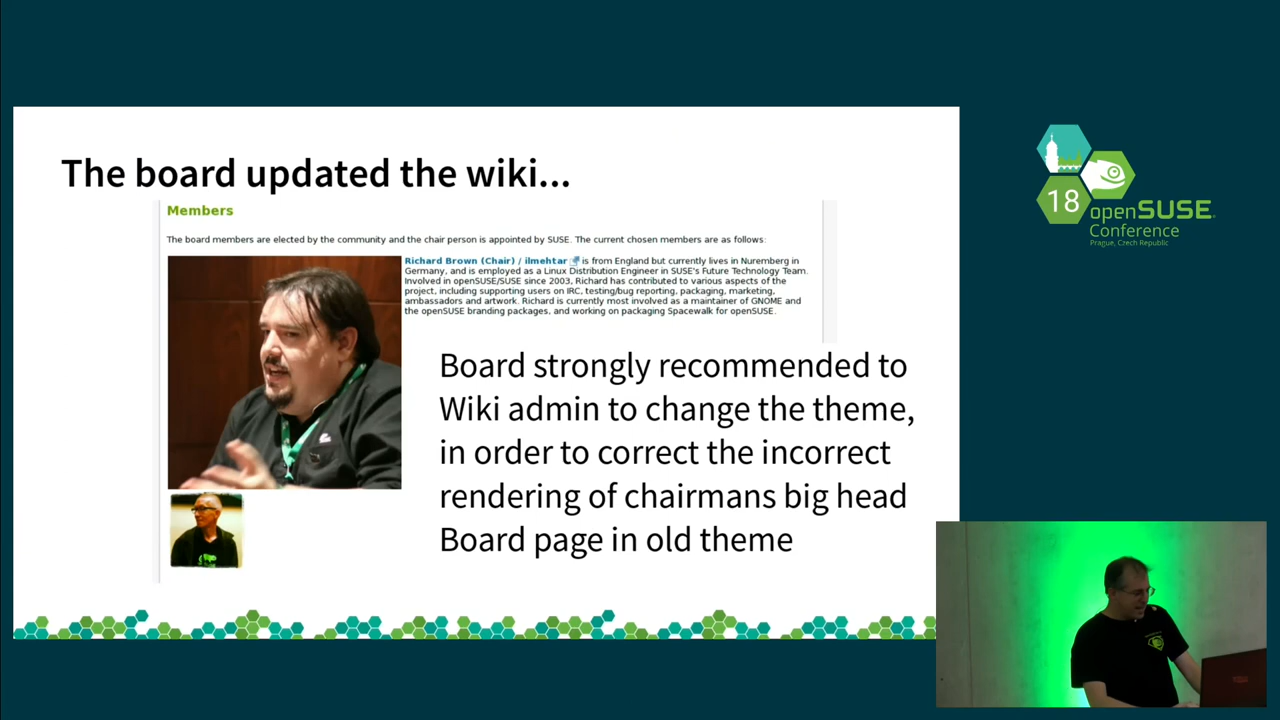 The board updated the wiki...
Members
The board members are elected by the community and the chair person is appointed by SUSE. The current chosen members are as follows:
Richard Brown (Chair) / ilmehtar is from England but currently lives in Nuremberg in
Germany, and is employed as a Linux Distribution Engineer in SUSE's Future Technology Team.
Involved in openSUSE/SUSE since 2003, Richard has contributed to various aspects of the
project, including supporting users on IRC, testing/bug reporting, packaging, marketing,
ambassadors and artwork. Richard is currently most involved as a maintainer of GNOME and
the openSUSE branding packages, and working on packaging Spacewalk for openSUSE.
Board strongly recommended to
Wiki admin to change the theme,
in order to correct the incorrect
rendering of chairmans big head
Board page in old theme
18
openSUSE
Conference
Prague, Czech Republic